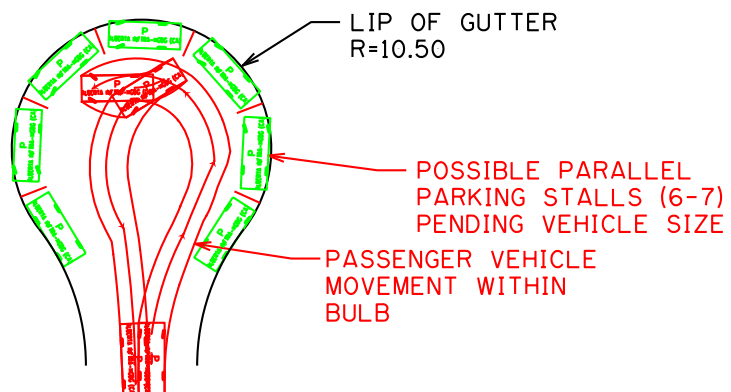 LIP OF GUTTER
R=10.50
POSSIBLE PARALLEL
PARKING STALLS (6-7)
PENDING VEHICLE SIZE
PASSENGER VEHICLE
MOVEMENT WITHIN
BULB
P
P
P
P
P
P
P
P
P
P